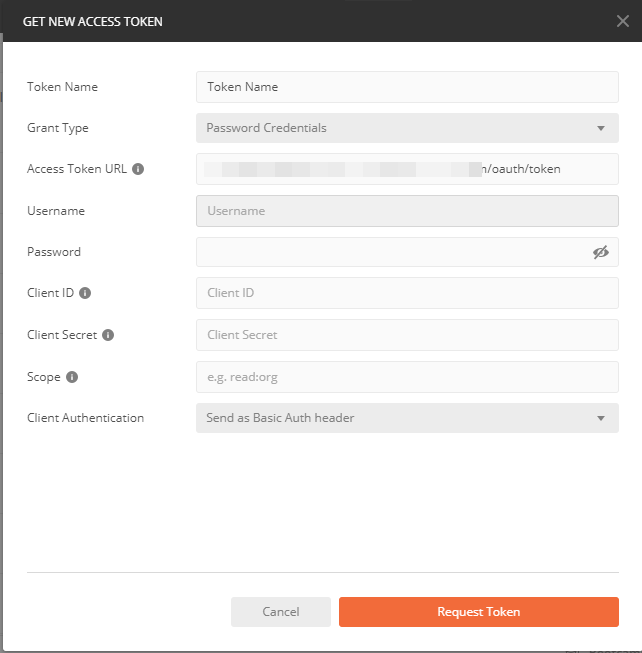 GET NEW ACCESS TOKEN
Token Name Token Name
Grant Type Password Credentials
Access Token URL /oauth/token
Username Username
Password
Client ID Client ID
Client Secret Client Secret
Scope e.g. read:org
Client Authentication Send as Basic Auth header
Cancel Request Token